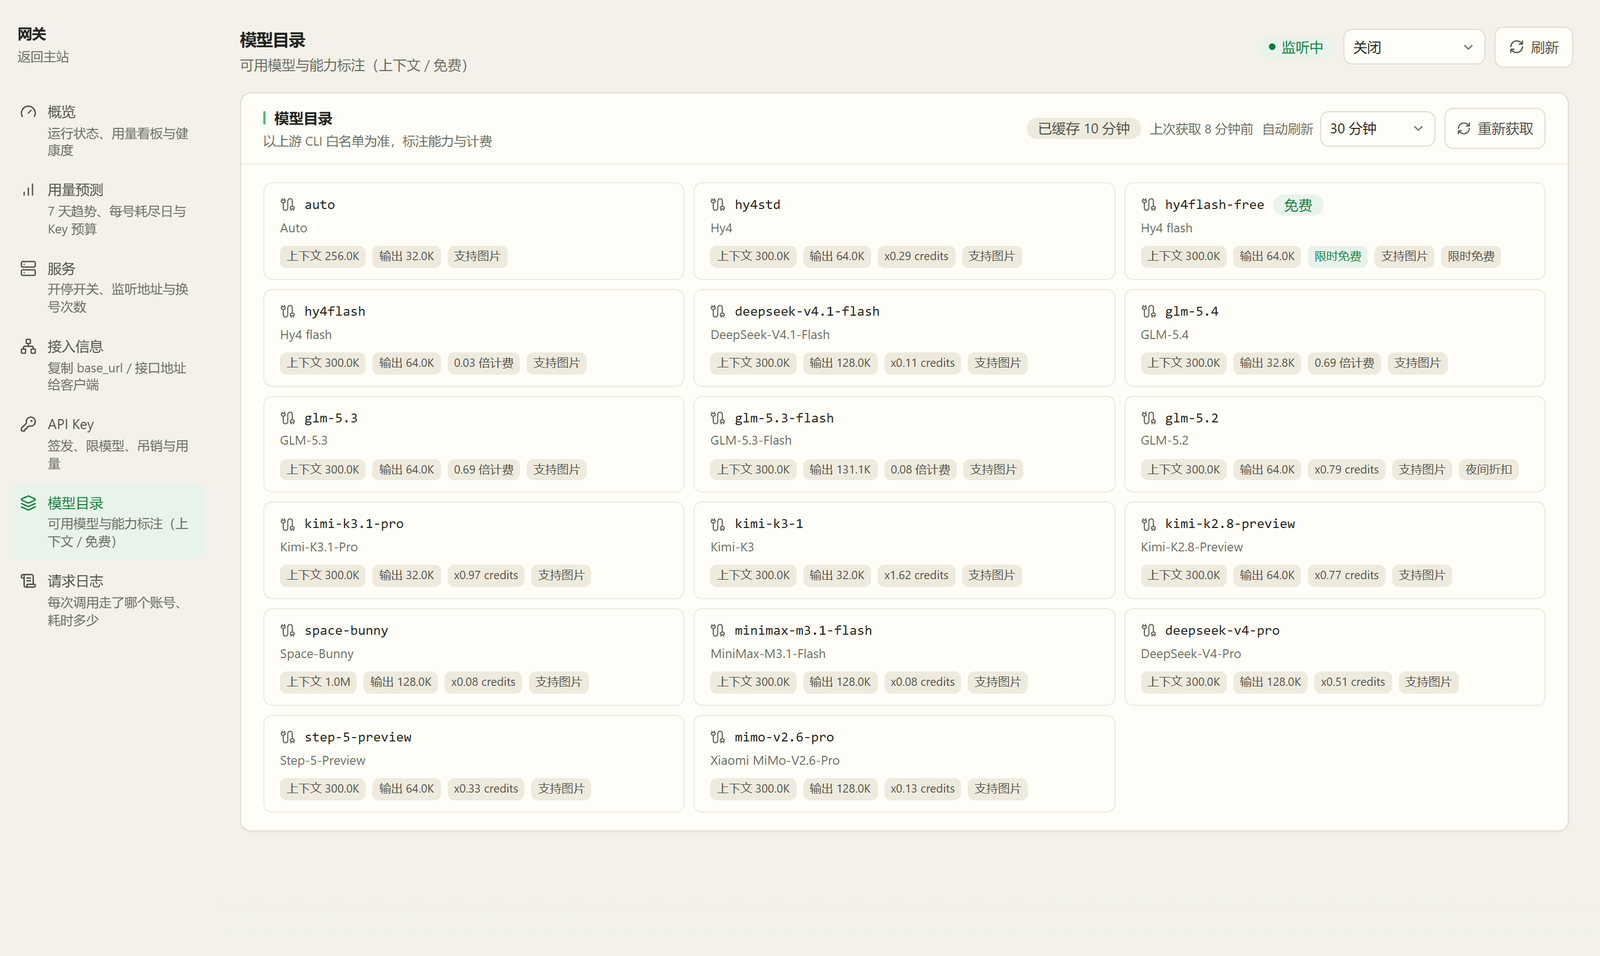 网关
返回主站
概览
运行状态、用量看板与健
康度
用量预测
7 天趋势、每号耗尽日与
Key 预算
服务
开停开关、监听地址与换
号次数
接入信息
复制 base_url / 接口地址
给客户端
API Key
签发、限模型、吊销与用
量
模型目录
可用模型与能力标注（上
下文 / 免费）
请求日志
每次调用走了哪个账号、
耗时多少
模型目录
可用模型与能力标注（上下文 / 免费）
监听中
关闭
刷新
模型目录
以上游 CLI 白名单为准，标注能力与计费
已缓存 10 分钟 上次获取 8 分钟前 自动刷新 30 分钟 重新获取
auto
Auto
上下文 256.0K 输出 32.0K 支持图片
hy4std
Hy4
上下文 300.0K 输出 64.0K x0.29 credits 支持图片
hy4flash-free 免费
Hy4 flash
上下文 300.0K 输出 64.0K 限时免费 支持图片 限时免费
hy4flash
Hy4 flash
上下文 300.0K 输出 64.0K 0.03 倍计费 支持图片
deepseek-v4.1-flash
DeepSeek-V4.1-Flash
上下文 300.0K 输出 128.0K x0.11 credits 支持图片
glm-5.4
GLM-5.4
上下文 300.0K 输出 32.8K 0.69 倍计费 支持图片
glm-5.3
GLM-5.3
上下文 300.0K 输出 64.0K 0.69 倍计费 支持图片
glm-5.3-flash
GLM-5.3-Flash
上下文 300.0K 输出 131.1K 0.08 倍计费 支持图片
glm-5.2
GLM-5.2
上下文 300.0K 输出 64.0K x0.79 credits 支持图片 夜间折扣
kimi-k3.1-pro
Kimi-K3.1-Pro
上下文 300.0K 输出 32.0K x0.97 credits 支持图片
kimi-k3-1
Kimi-K3
上下文 300.0K 输出 32.0K x1.62 credits 支持图片
kimi-k2.8-preview
Kimi-K2.8-Preview
上下文 300.0K 输出 64.0K x0.77 credits 支持图片
space-bunny
Space-Bunny
上下文 1.0M 输出 128.0K x0.08 credits 支持图片
minimax-m3.1-flash
MiniMax-M3.1-Flash
上下文 300.0K 输出 128.0K x0.08 credits 支持图片
deepseek-v4-pro
DeepSeek-V4-Pro
上下文 300.0K 输出 128.0K x0.51 credits 支持图片
step-5-preview
Step-5-Preview
上下文 300.0K 输出 64.0K x0.33 credits 支持图片
mimo-v2.6-pro
Xiaomi MiMo-V2.6-Pro
上下文 300.0K 输出 128.0K x0.13 credits 支持图片